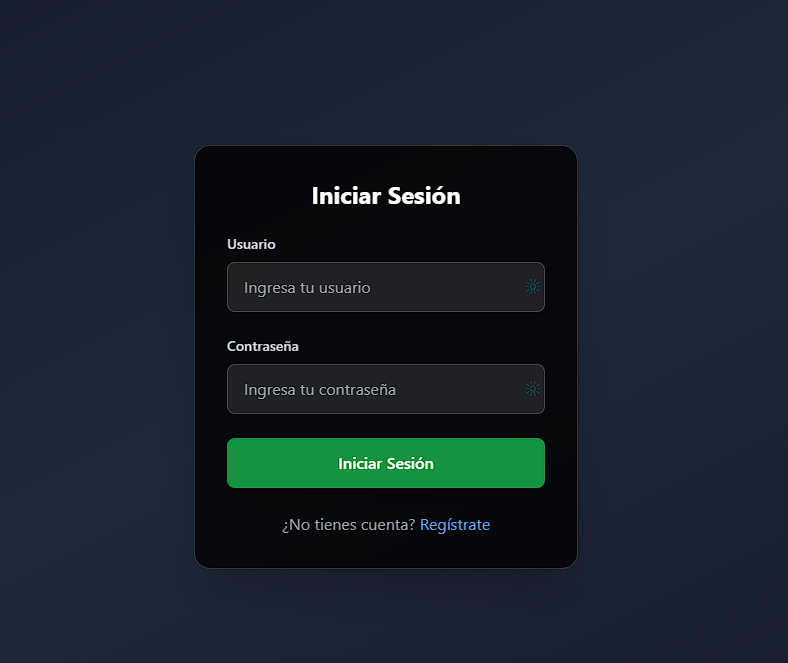 Iniciar Sesión
Usuario
Ingresa tu usuario
Contraseña
Ingresa tu contraseña
Iniciar Sesión
¿No tienes cuenta? Regístrate